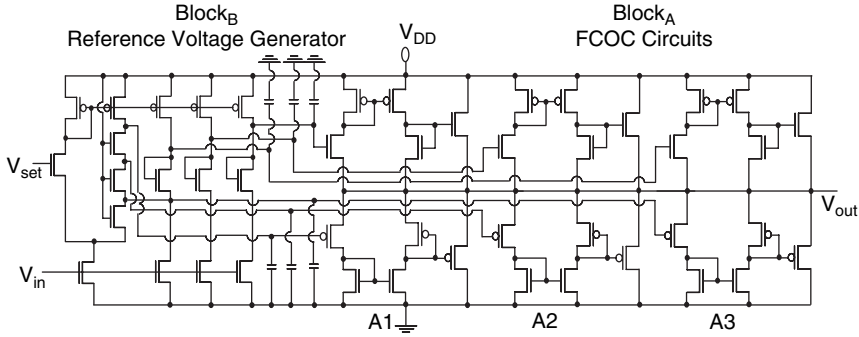 Block_B
Reference Voltage Generator
V_DD
Block_A
FCOC Circuits
V_set
V_out
V_in
A1
A2
A3